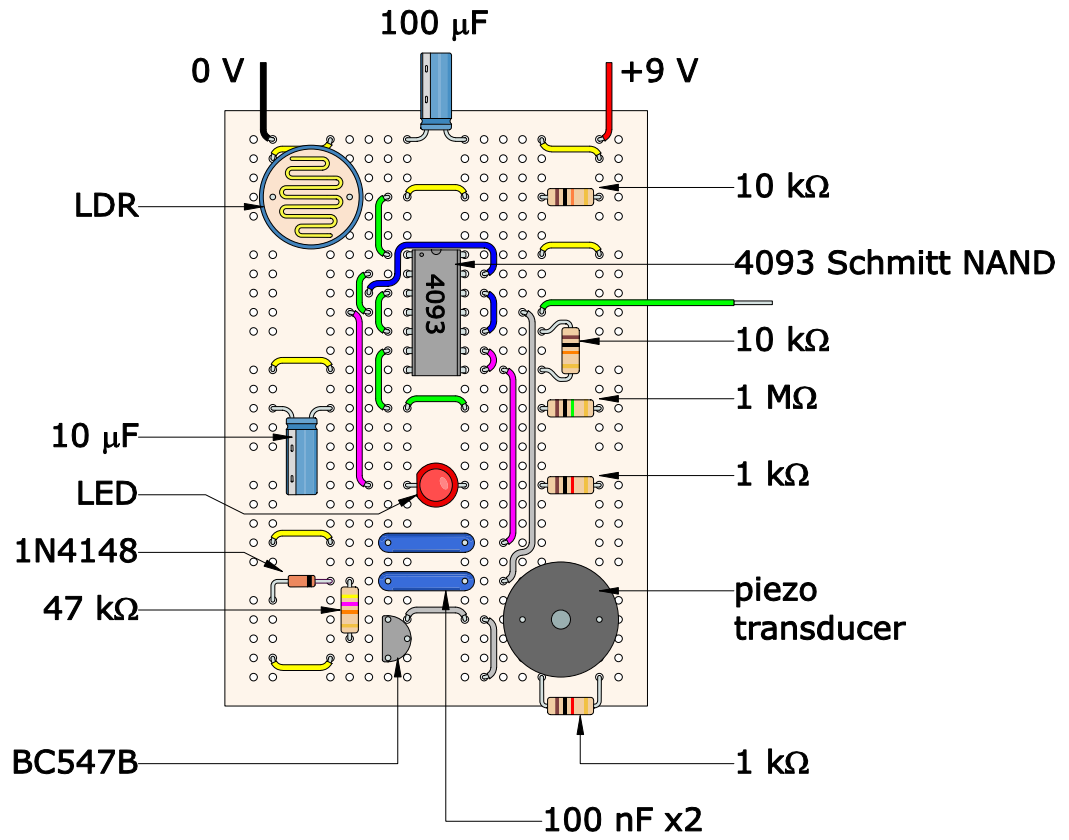 100 μF
0 V
+9 V
LDR
10 kΩ
4093 Schmitt NAND
4093
10 kΩ
1 MΩ
10 μF
1 kΩ
LED
1N4148
47 kΩ
piezo
transducer
BC547B
1 kΩ
100 nF x2